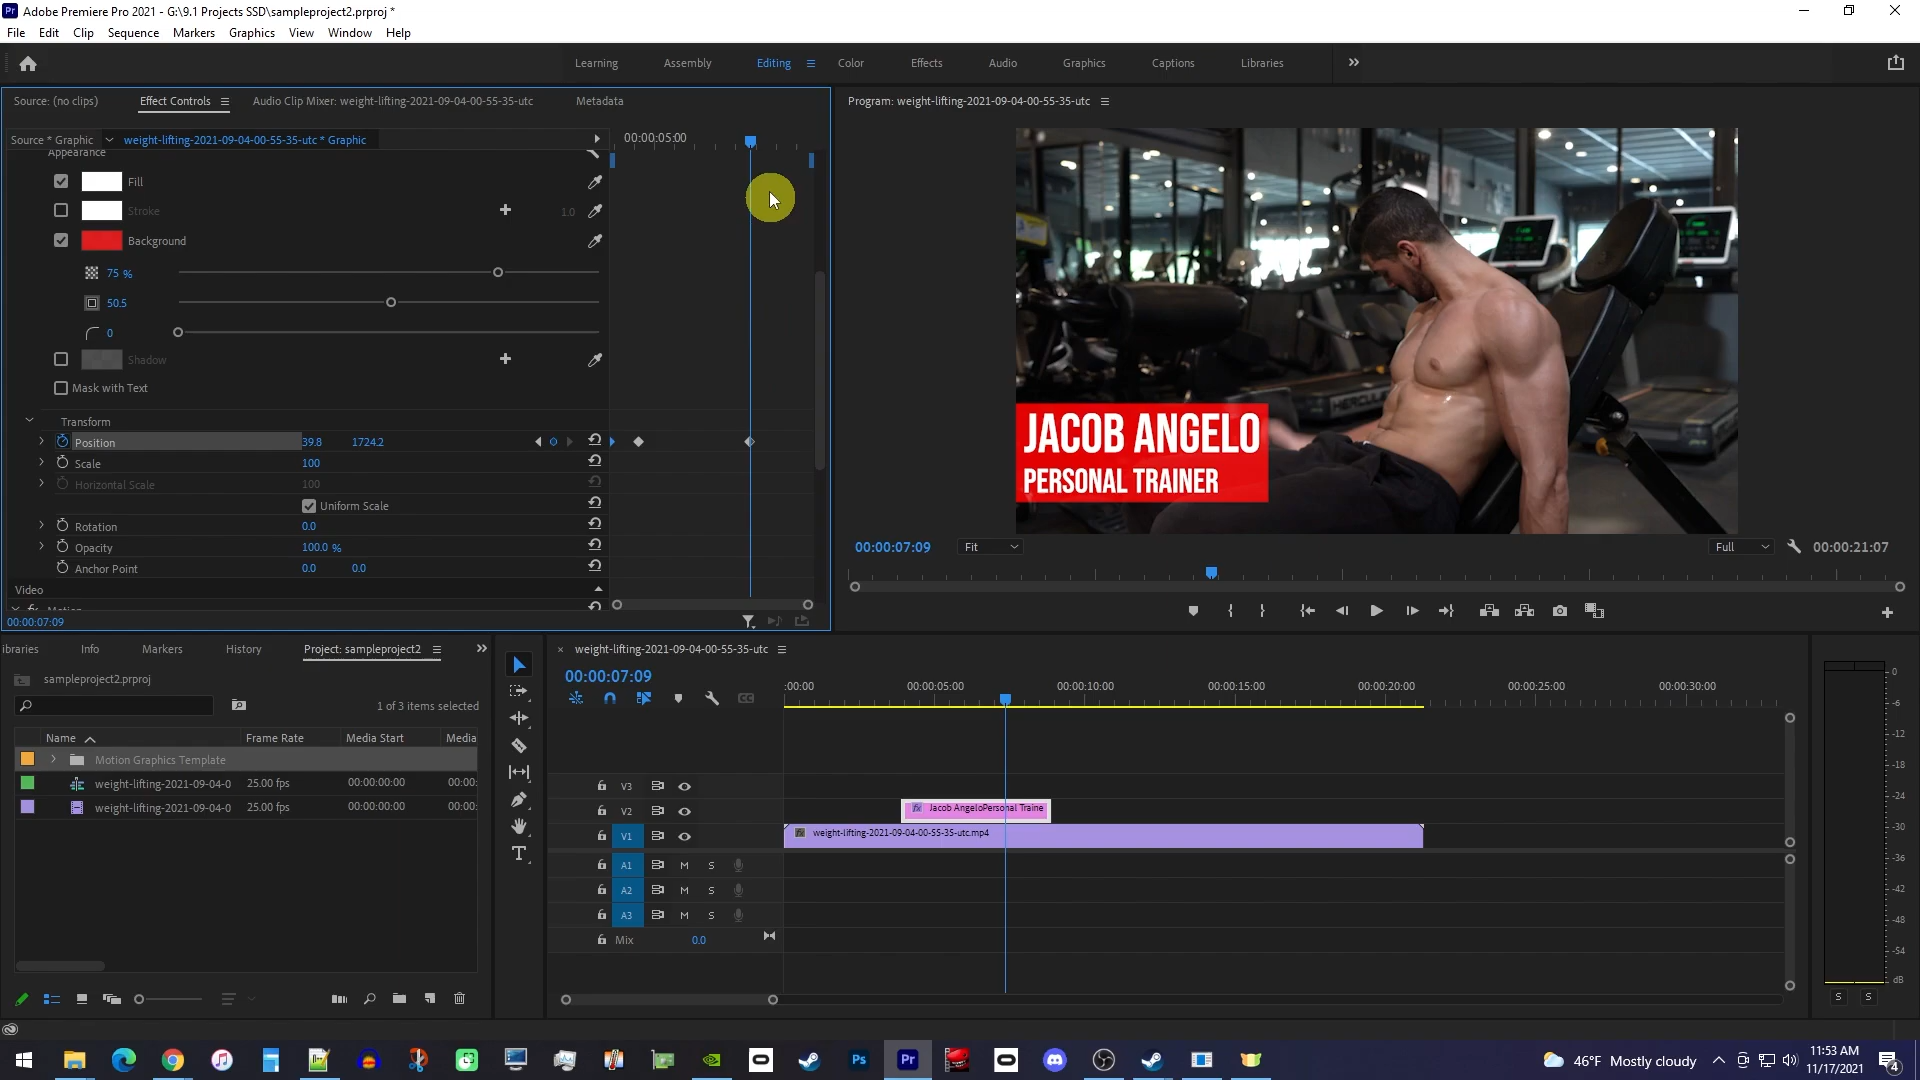 Pr Adobe Premiere Pro 2021 - G:\9.1 Projects SSD\sampleproject2.prproj *
File Edit Clip Sequence Markers Graphics View Window Help
Learning Assembly Editing Color Effects Audio Graphics Captions Libraries
Source: (no clips) Effect Controls Audio Clip Mixer: weight-lifting-2021-09-04-00-55-35-utc Metadata
Program: weight-lifting-2021-09-04-00-55-35-utc
Source * Graphic weight-lifting-2021-09-04-00-55-35-utc * Graphic 00:00:05:00
Appearance
Fill
Stroke 1.0
Background
75 %
50.5
0
Shadow
Mask with Text
Transform
Position 39.8 1724.2
Scale 100
Horizontal Scale 100
Uniform Scale
Rotation 0.0
Opacity 100.0 %
Anchor Point 0.0 0.0
Video
fx Motion
00:00:07:09
JACOB ANGELO
PERSONAL TRAINER
00:00:07:09 Fit Full 00:00:21:07
ibraries Info Markers History Project: sampleproject2
sampleproject2.prproj
1 of 3 items selected
Name Frame Rate Media Start Media
Motion Graphics Template
weight-lifting-2021-09-04-0 25.00 fps 00:00:00:00 00:00:
weight-lifting-2021-09-04-0 25.00 fps 00:00:00:00 00:00:
× weight-lifting-2021-09-04-00-55-35-utc
00:00:07:09
:00:00 00:00:05:00 00:00:10:00 00:00:15:00 00:00:20:00 00:00:25:00 00:00:30:00
V3
V2 fx Jacob AngeloPersonal Traine
V1 weight-lifting-2021-09-04-00-55-35-utc.mp4
A1 M S
A2 M S
A3 M S
Mix 0.0
0
-6
-12
-18
-24
-30
-36
-42
-48
-54
dB
S S
Ps Pr
46°F Mostly cloudy
11:53 AM
11/17/2021
4